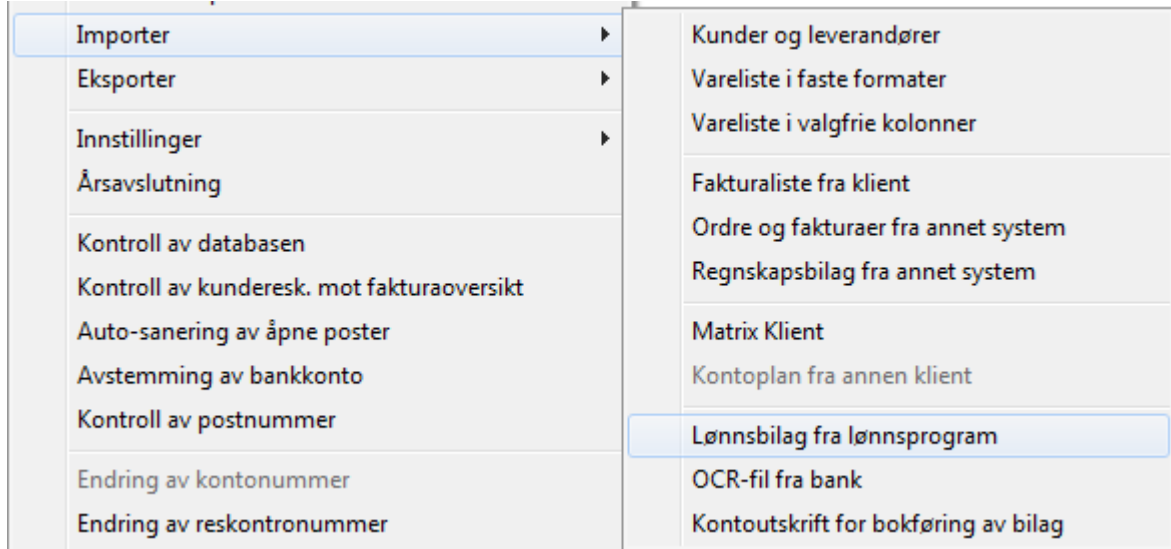 Importer
Eksporter
Innstillinger
Årsavslutning
Kontroll av databasen
Kontroll av kunderesk. mot fakturaoversikt
Auto-sanering av åpne poster
Avstemming av bankkonto
Kontroll av postnummer
Endring av kontonummer
Endring av reskontronummer
Kunder og leverandører
Vareliste i faste formater
Vareliste i valgfrie kolonner
Fakturaliste fra klient
Ordre og fakturaer fra annet system
Regnskapsbilag fra annet system
Matrix Klient
Kontoplan fra annen klient
Lønnsbilag fra lønnsprogram
OCR-fil fra bank
Kontoutskrift for bokføring av bilag